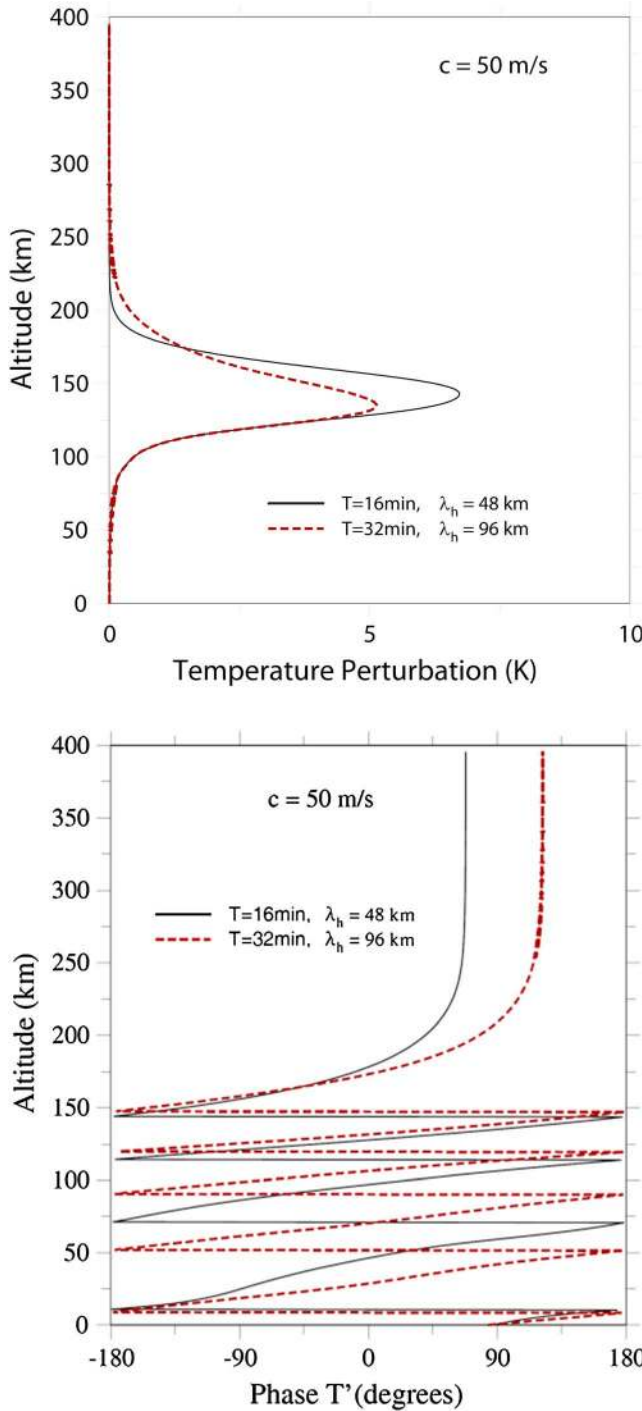 400
c = 50 m/s
350
300
250
200
150
100
50
0
Altitude (km)
T=16min, λh = 48 km
T=32min, λh = 96 km
0 5 10
Temperature Perturbation (K)
400
c = 50 m/s
350
300
250
200
150
100
50
0
Altitude (km)
T=16min, λh = 48 km
T=32min, λh = 96 km
-180 -90 0 90 180
Phase T' (degrees)